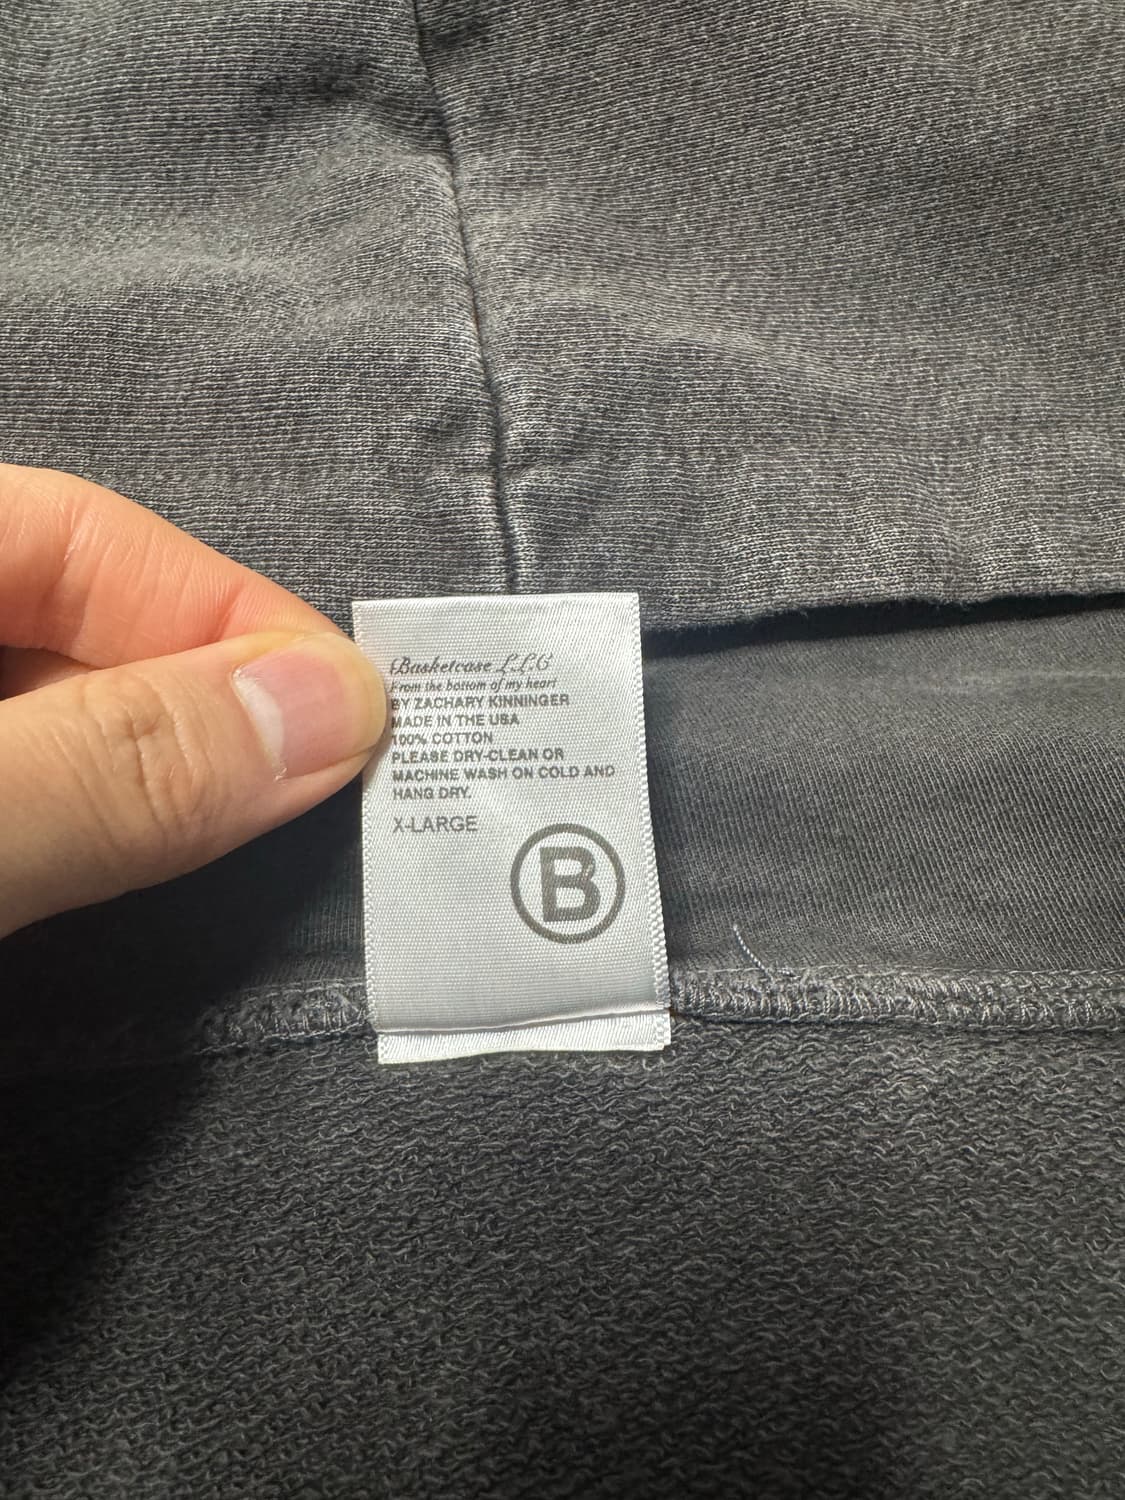 Basketcase LLC
From the bottom of my heart
BY ZACHARY KINNINGER
MADE IN THE USA
100% COTTON
PLEASE DRY-CLEAN OR
MACHINE WASH ON COLD AND
HANG DRY.
X-LARGE
B